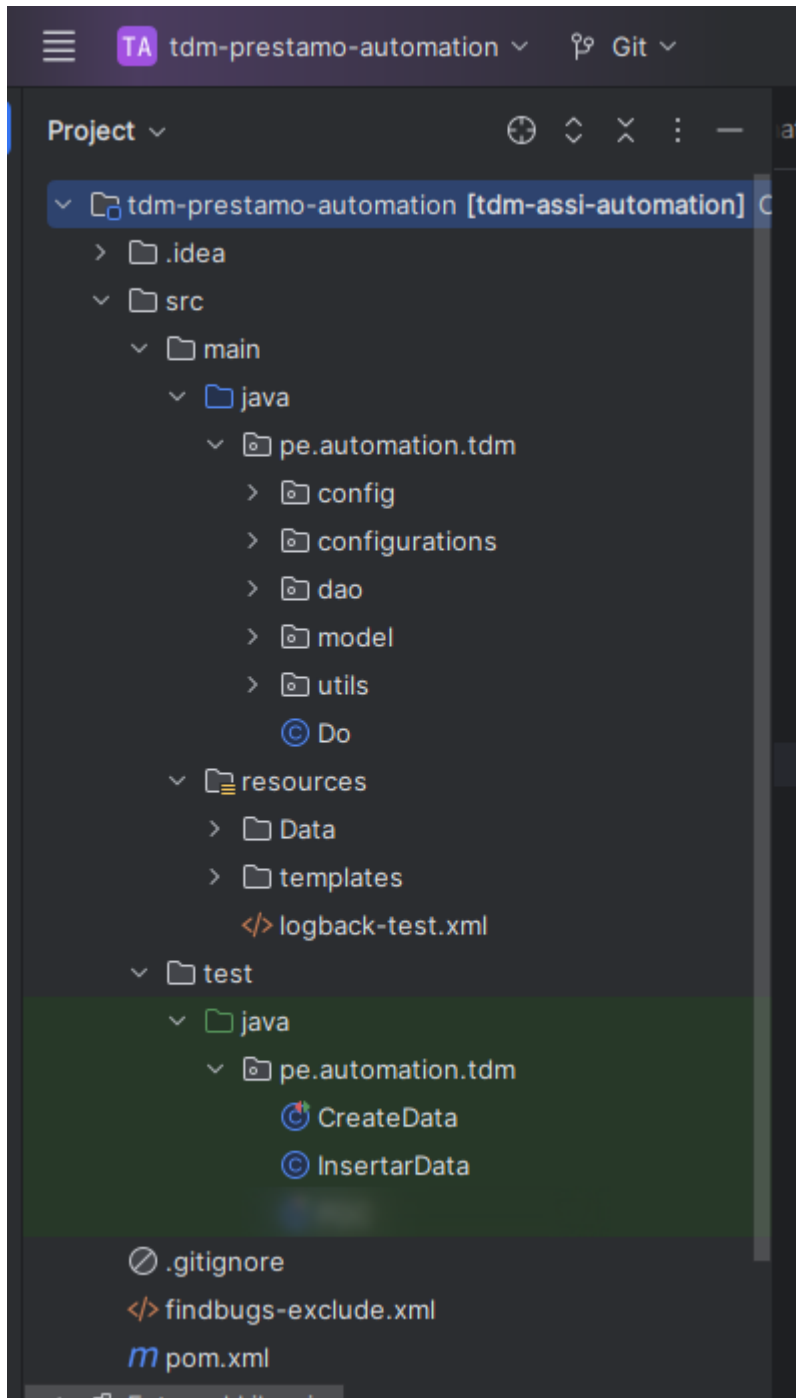 TA tdm-prestamo-automation Git
Project
tdm-prestamo-automation [tdm-assi-automation]
.idea
src
main
java
pe.automation.tdm
config
configurations
dao
model
utils
Do
resources
Data
templates
logback-test.xml
test
java
pe.automation.tdm
CreateData
InsertarData
.gitignore
findbugs-exclude.xml
pom.xml